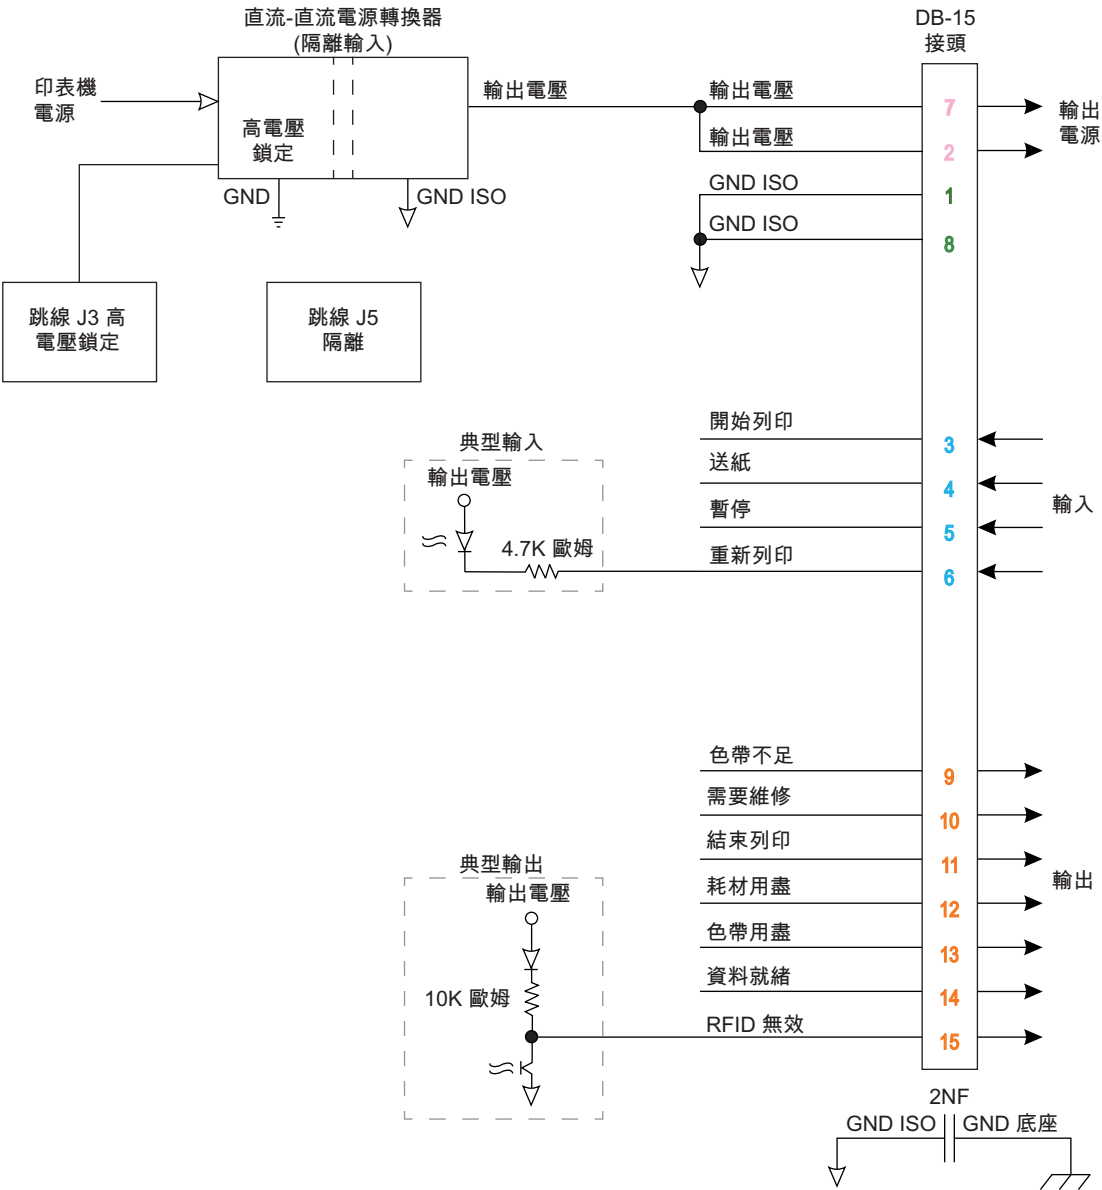 直流-直流電源轉換器
(隔離輸入)
DB-15
接頭
印表機
電源
高電壓
鎖定
輸出電壓
輸出電壓
7
輸出
電源
輸出電壓
2
GND
GND ISO
GND ISO
1
GND ISO
8
跳線 J3 高
電壓鎖定
跳線 J5
隔離
開始列印
3
典型輸入
送紙
4
輸入
輸出電壓
暫停
5
4.7K 歐姆
重新列印
6
色帶不足
9
需要維修
10
結束列印
11
典型輸出
耗材用盡
12
輸出
輸出電壓
色帶用盡
13
資料就緒
14
10K 歐姆
RFID 無效
15
2NF
GND ISO
GND 底座